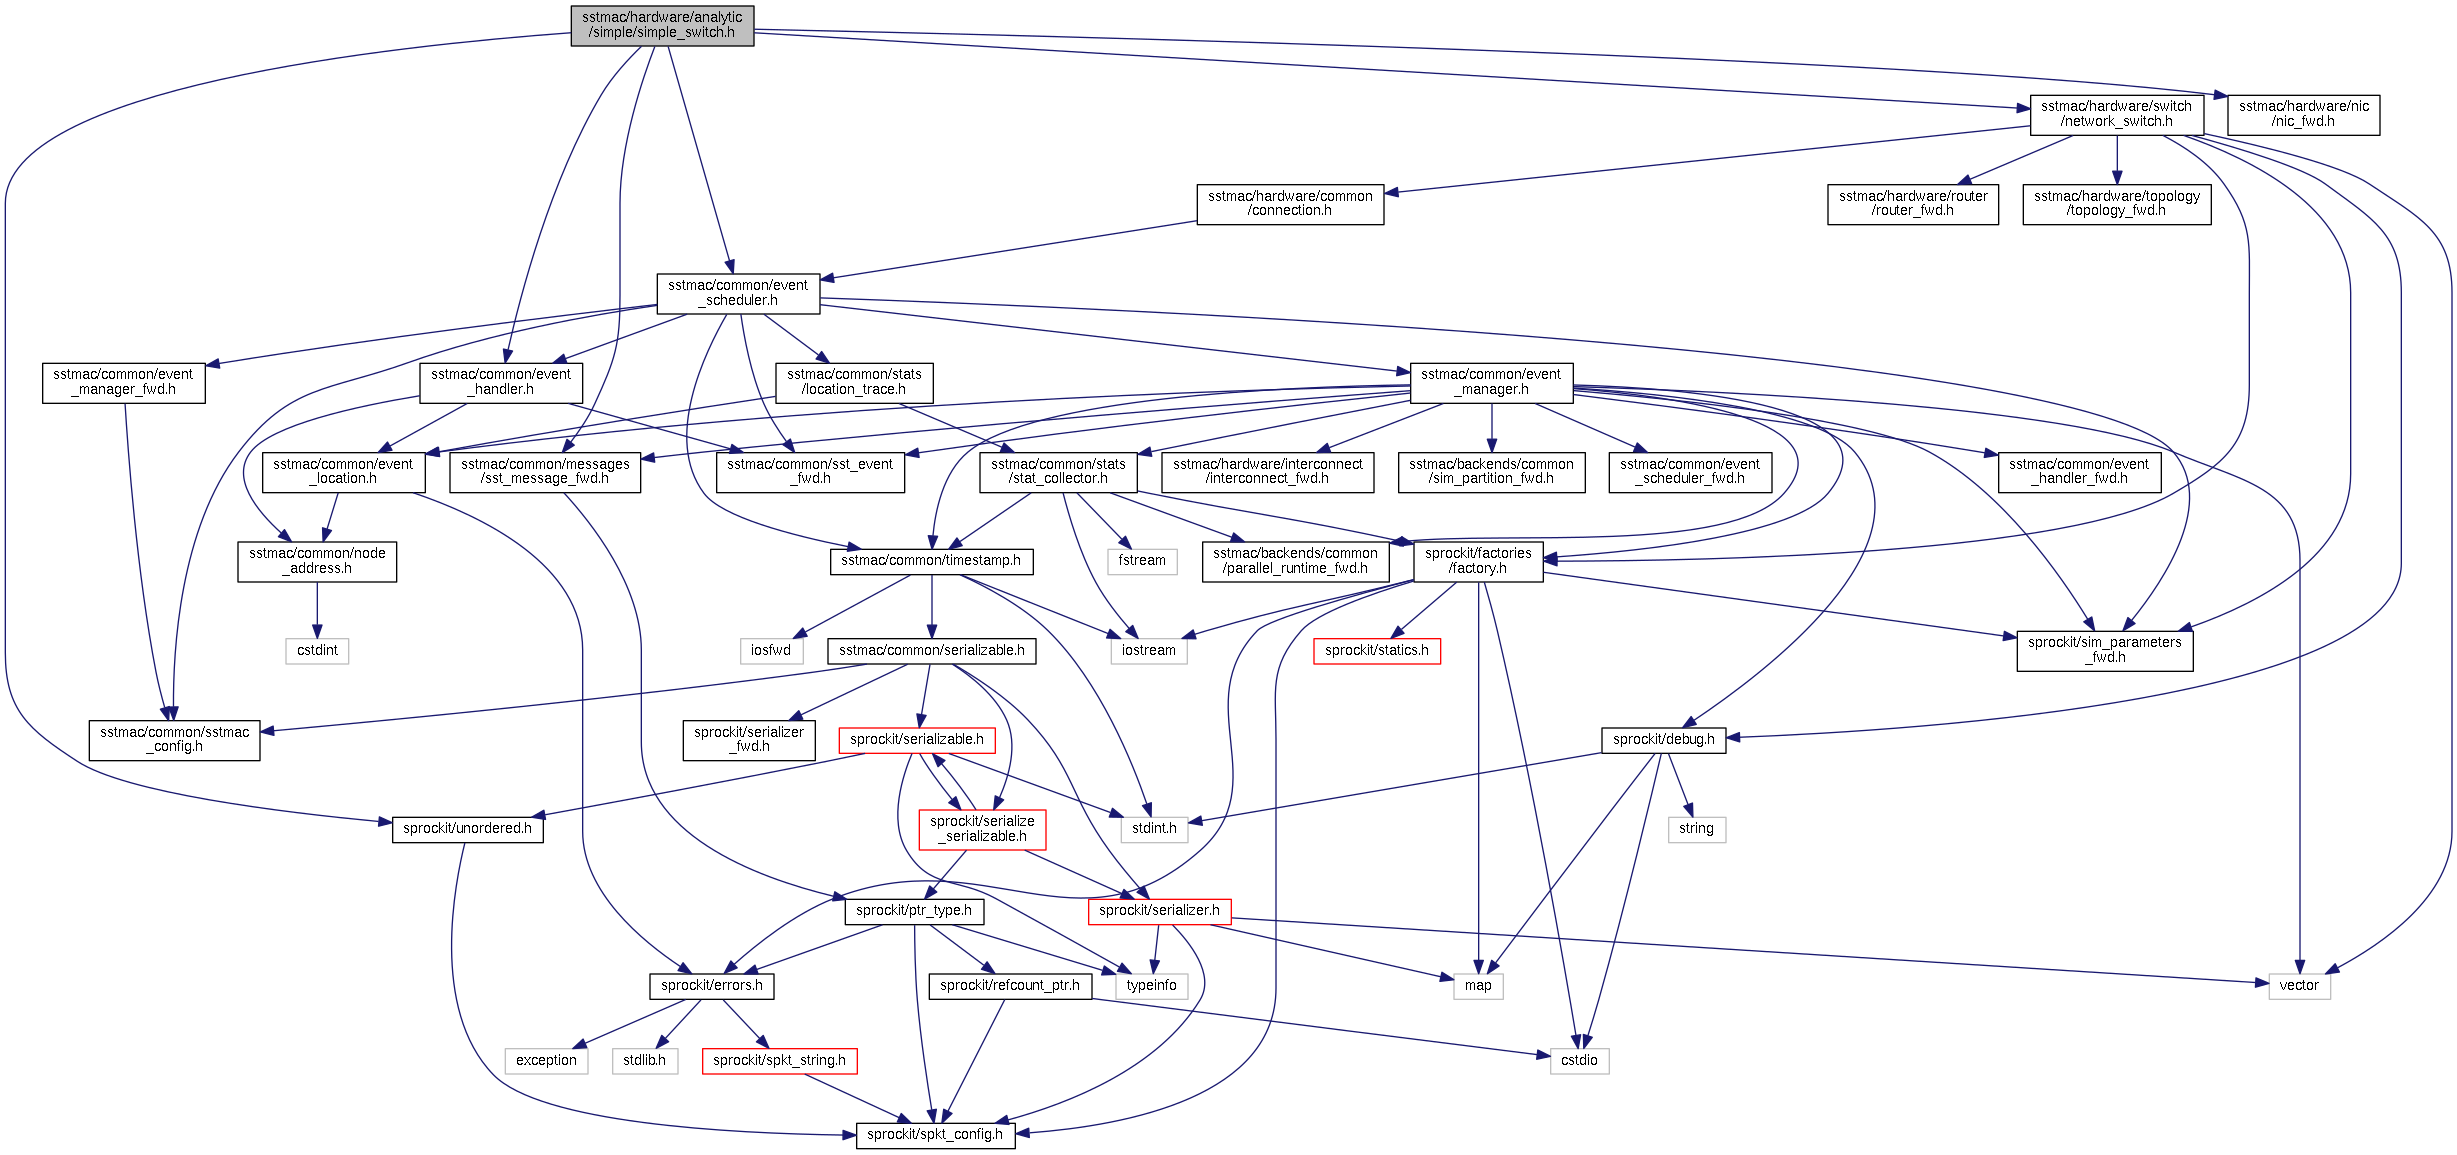 sstmac/hardware/analytic
/simple/simple_switch.h
sstmac/hardware/switch
/network_switch.h
sstmac/hardware/nic
/nic_fwd.h
sstmac/hardware/common
/connection.h
sstmac/hardware/router
/router_fwd.h
sstmac/hardware/topology
/topology_fwd.h
sstmac/common/event
_scheduler.h
sstmac/common/event
_manager_fwd.h
sstmac/common/event
_handler.h
sstmac/common/stats
/location_trace.h
sstmac/common/event
_manager.h
sstmac/common/event
_location.h
sstmac/common/messages
/sst_message_fwd.h
sstmac/common/sst_event
_fwd.h
sstmac/common/stats
/stat_collector.h
sstmac/hardware/interconnect
/interconnect_fwd.h
sstmac/backends/common
/sim_partition_fwd.h
sstmac/common/event
_scheduler_fwd.h
sstmac/common/event
_handler_fwd.h
sstmac/common/node
_address.h
sstmac/common/timestamp.h
fstream
sstmac/backends/common
/parallel_runtime_fwd.h
sprockit/factories
/factory.h
cstdint
iosfwd
sstmac/common/serializable.h
iostream
sprockit/statics.h
sprockit/sim_parameters
_fwd.h
sstmac/common/sstmac
_config.h
sprockit/serializer
_fwd.h
sprockit/serializable.h
sprockit/debug.h
sprockit/unordered.h
sprockit/serialize
_serializable.h
stdint.h
string
sprockit/ptr_type.h
sprockit/serializer.h
sprockit/errors.h
sprockit/refcount_ptr.h
typeinfo
map
vector
exception
stdlib.h
sprockit/spkt_string.h
cstdio
sprockit/spkt_config.h